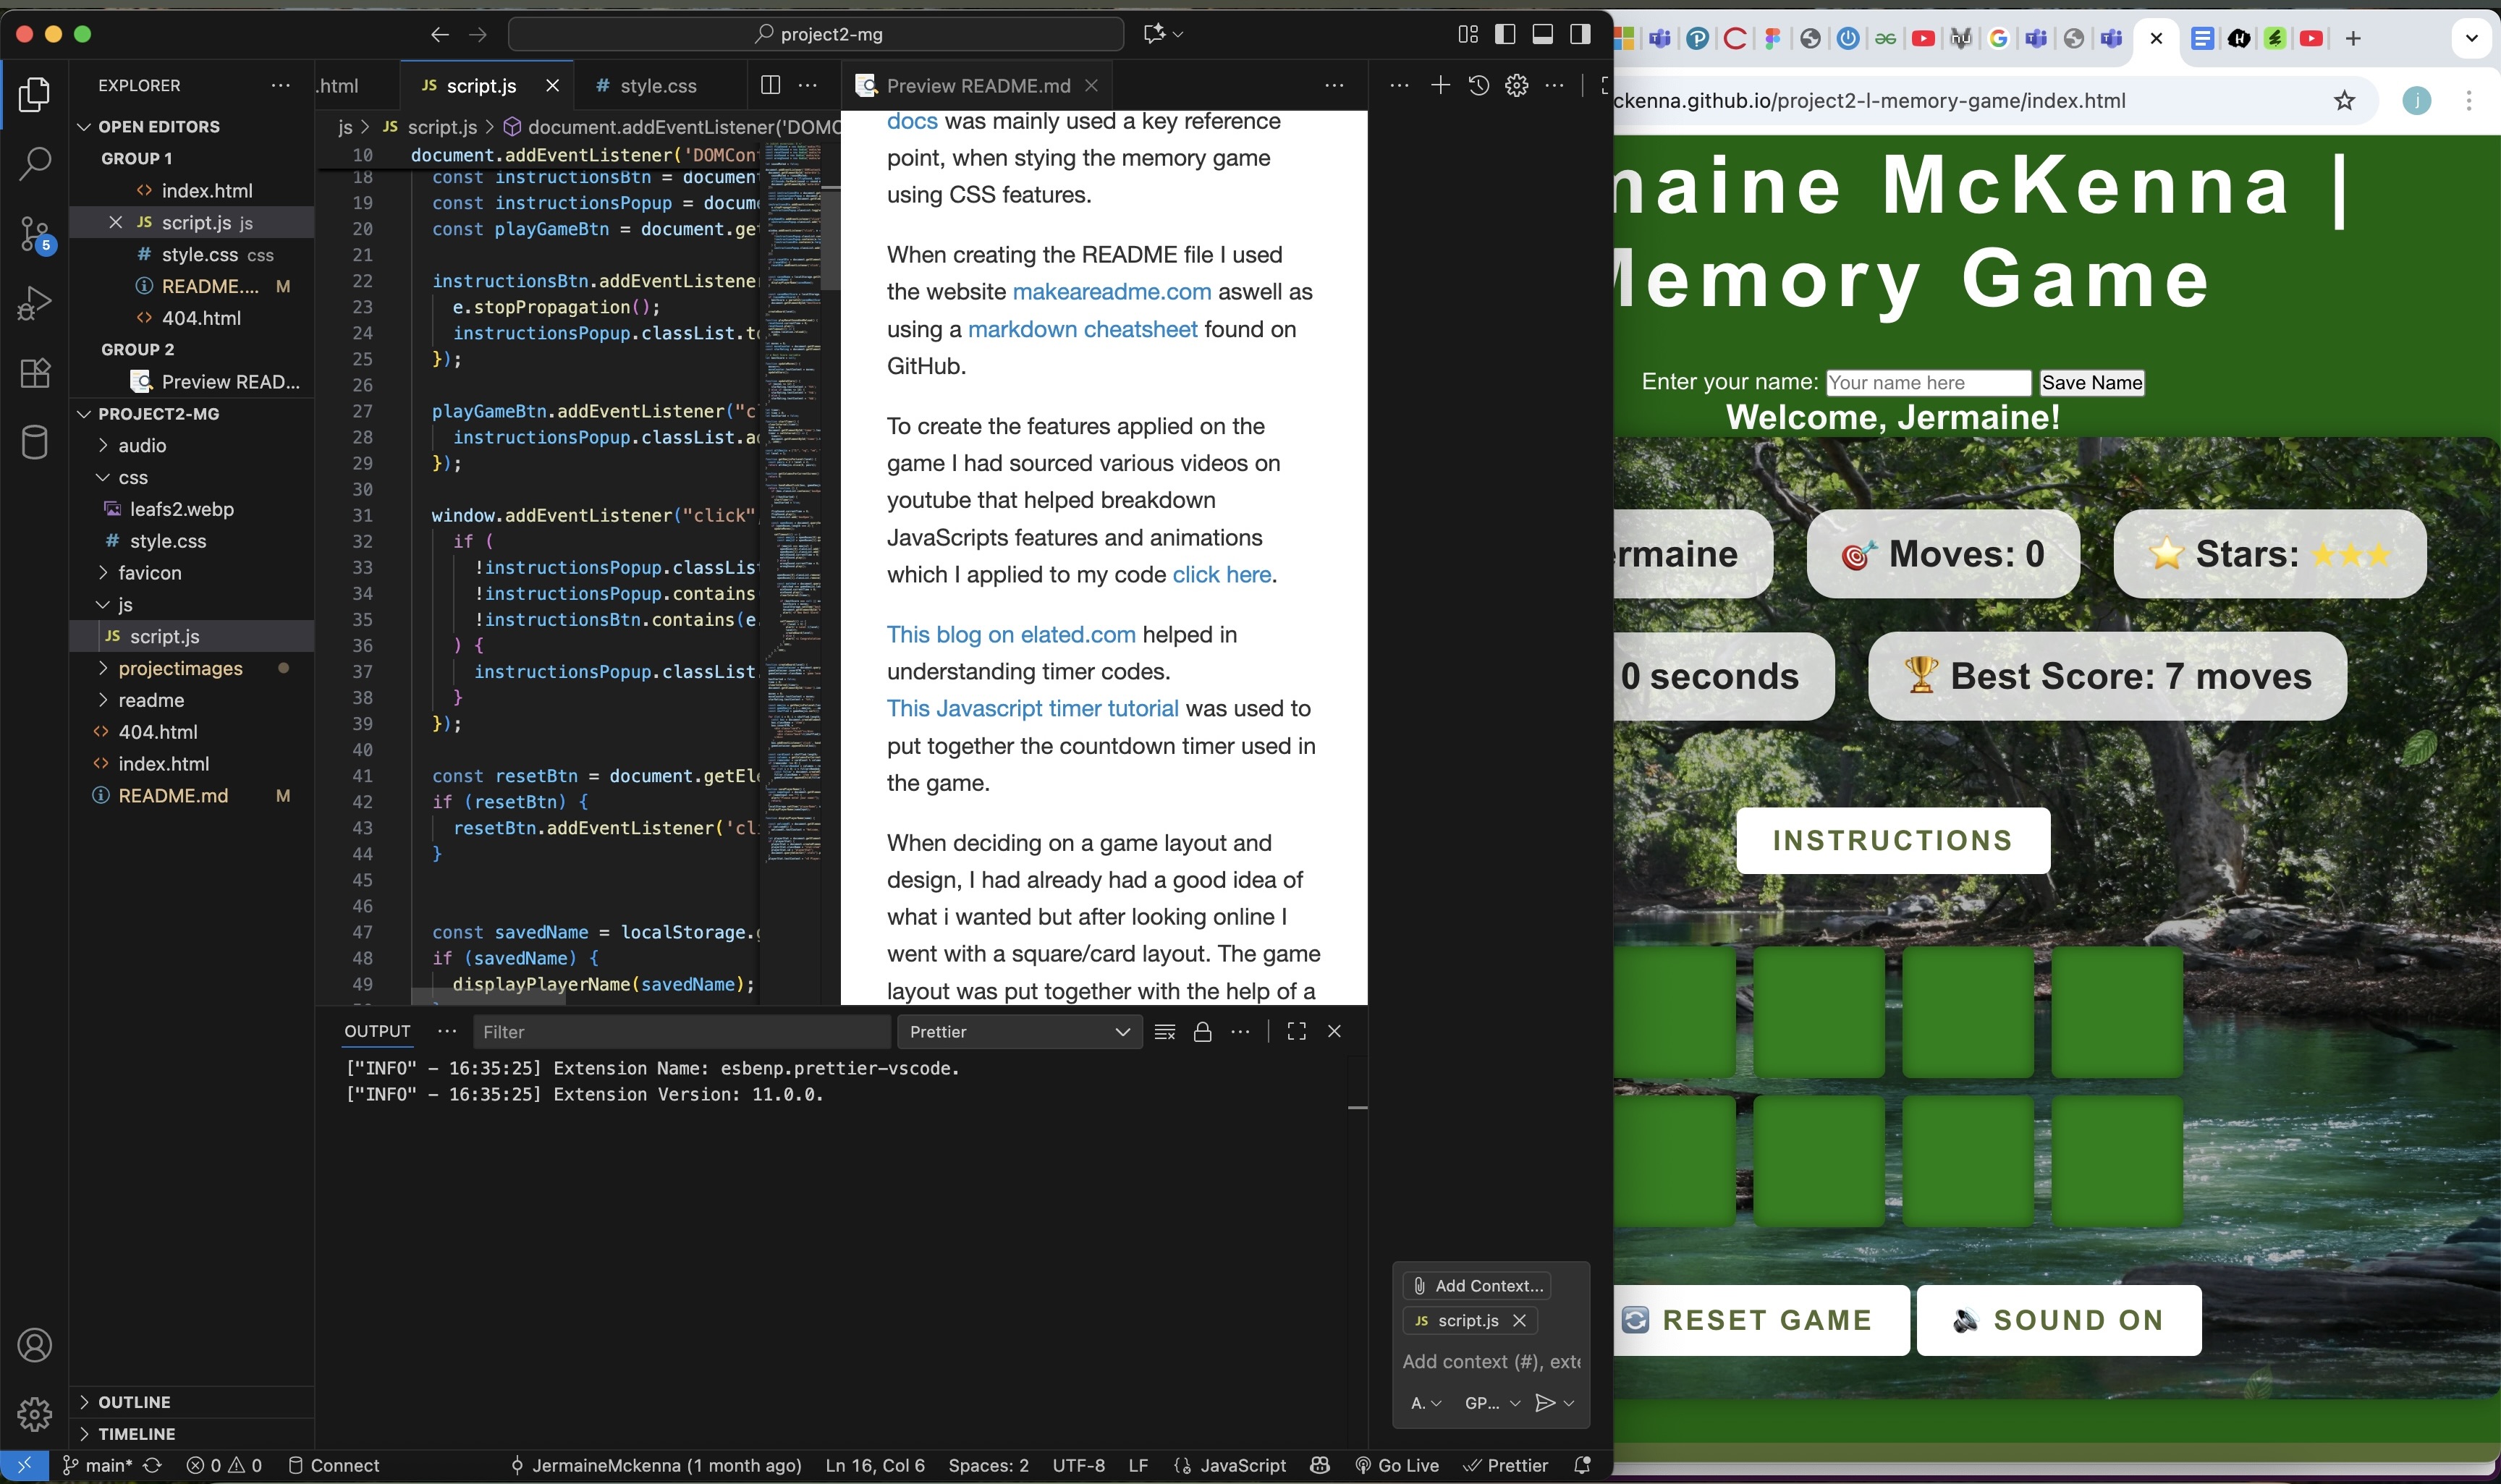 project2-mg
EXPLORER
OPEN EDITORS
GROUP 1
index.html
script.js js
style.css css
README.... M
404.html
GROUP 2
Preview READ...
PROJECT2-MG
audio
css
leafs2.webp
style.css
favicon
js
JS script.js
projectimages
readme
404.html
index.html
README.md M
OUTLINE
TIMELINE
5
.html
JS script.js
# style.css
js > JS script.js > document.addEventListener('DOMC
10 document.addEventListener('DOMCon
18 const instructionsBtn = document
19 const instructionsPopup = docume
20 const playGameBtn = document.get
21
22 instructionsBtn.addEventListener
23 e.stopPropagation();
24 instructionsPopup.classList.to
25 });
26
27 playGameBtn.addEventListener("c
28 instructionsPopup.classList.ad
29 });
30
31 window.addEventListener("click"
32 if (
33 !instructionsPopup.classList
34 !instructionsPopup.contains
35 !instructionsBtn.contains(e.
36 ) {
37 instructionsPopup.classList.
38 }
39 });
40
41 const resetBtn = document.getEle
42 if (resetBtn) {
43 resetBtn.addEventListener('cli
44 }
45
46
47 const savedName = localStorage.g
48 if (savedName) {
49 displayPlayerName(savedName);
Preview README.md
docs was mainly used a key reference
point, when stying the memory game
using CSS features.
When creating the README file I used
the website makeareadme.com aswell as
using a markdown cheatsheet found on
GitHub.
To create the features applied on the
game I had sourced various videos on
youtube that helped breakdown
JavaScripts features and animations
which I applied to my code click here.
This blog on elated.com helped in
understanding timer codes.
This Javascript timer tutorial was used to
put together the countdown timer used in
the game.
When deciding on a game layout and
design, I had already had a good idea of
what i wanted but after looking online I
went with a square/card layout. The game
layout was put together with the help of a
OUTPUT
Filter
Prettier
["INFO" – 16:35:25] Extension Name: esbenp.prettier-vscode.
["INFO" – 16:35:25] Extension Version: 11.0.0.
Add Context...
JS script.js
Add context (#), exte
A.
GP...
main*
0
0
Connect
JermaineMckenna (1 month ago)
Ln 16, Col 6
Spaces: 2
UTF-8
LF
JavaScript
Go Live
Prettier
ckenna.github.io/project2-l-memory-game/index.html
j
maine McKenna |
Memory Game
Enter your name: Your name here Save Name
Welcome, Jermaine!
ermaine
Moves: 0
Stars: ★★★
0 seconds
Best Score: 7 moves
INSTRUCTIONS
RESET GAME
SOUND ON